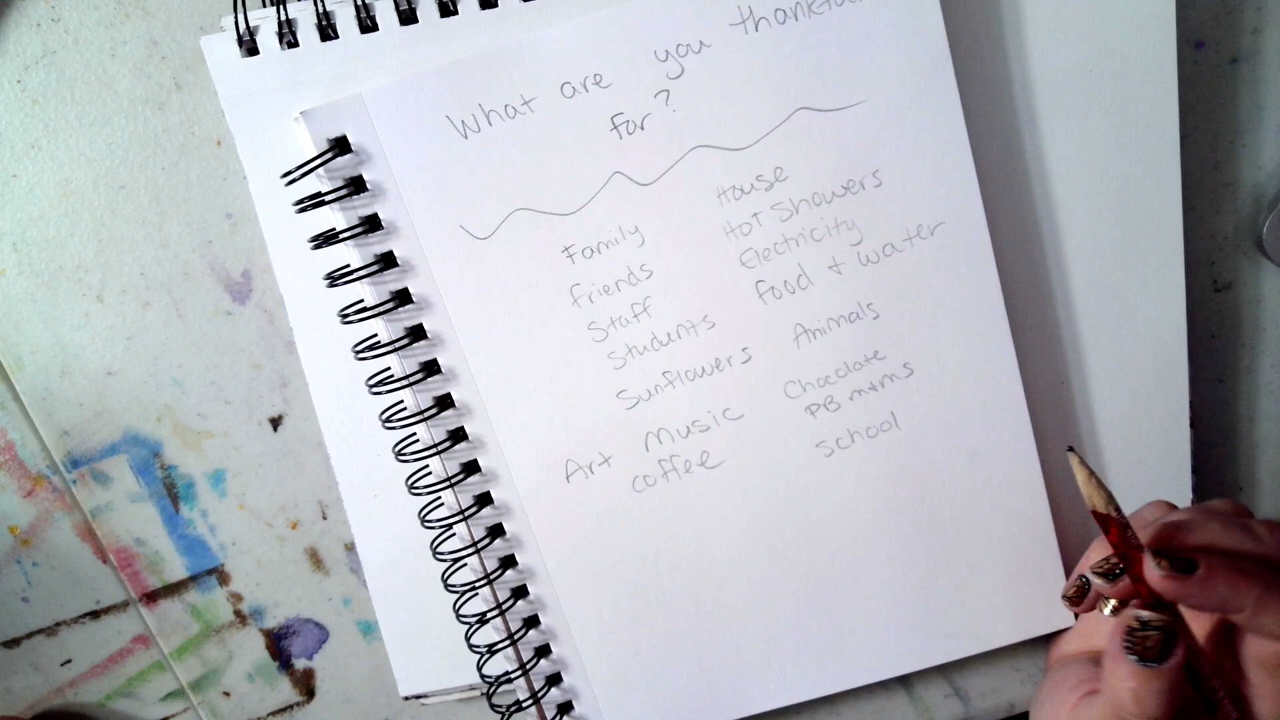 What are you thankful
for?
Family
friends
Staff
Students
Sunflowers
Art Music
coffee
House
HOT Showers
Electricity
food + water
Animals
Chocolate
PB m+ms
school